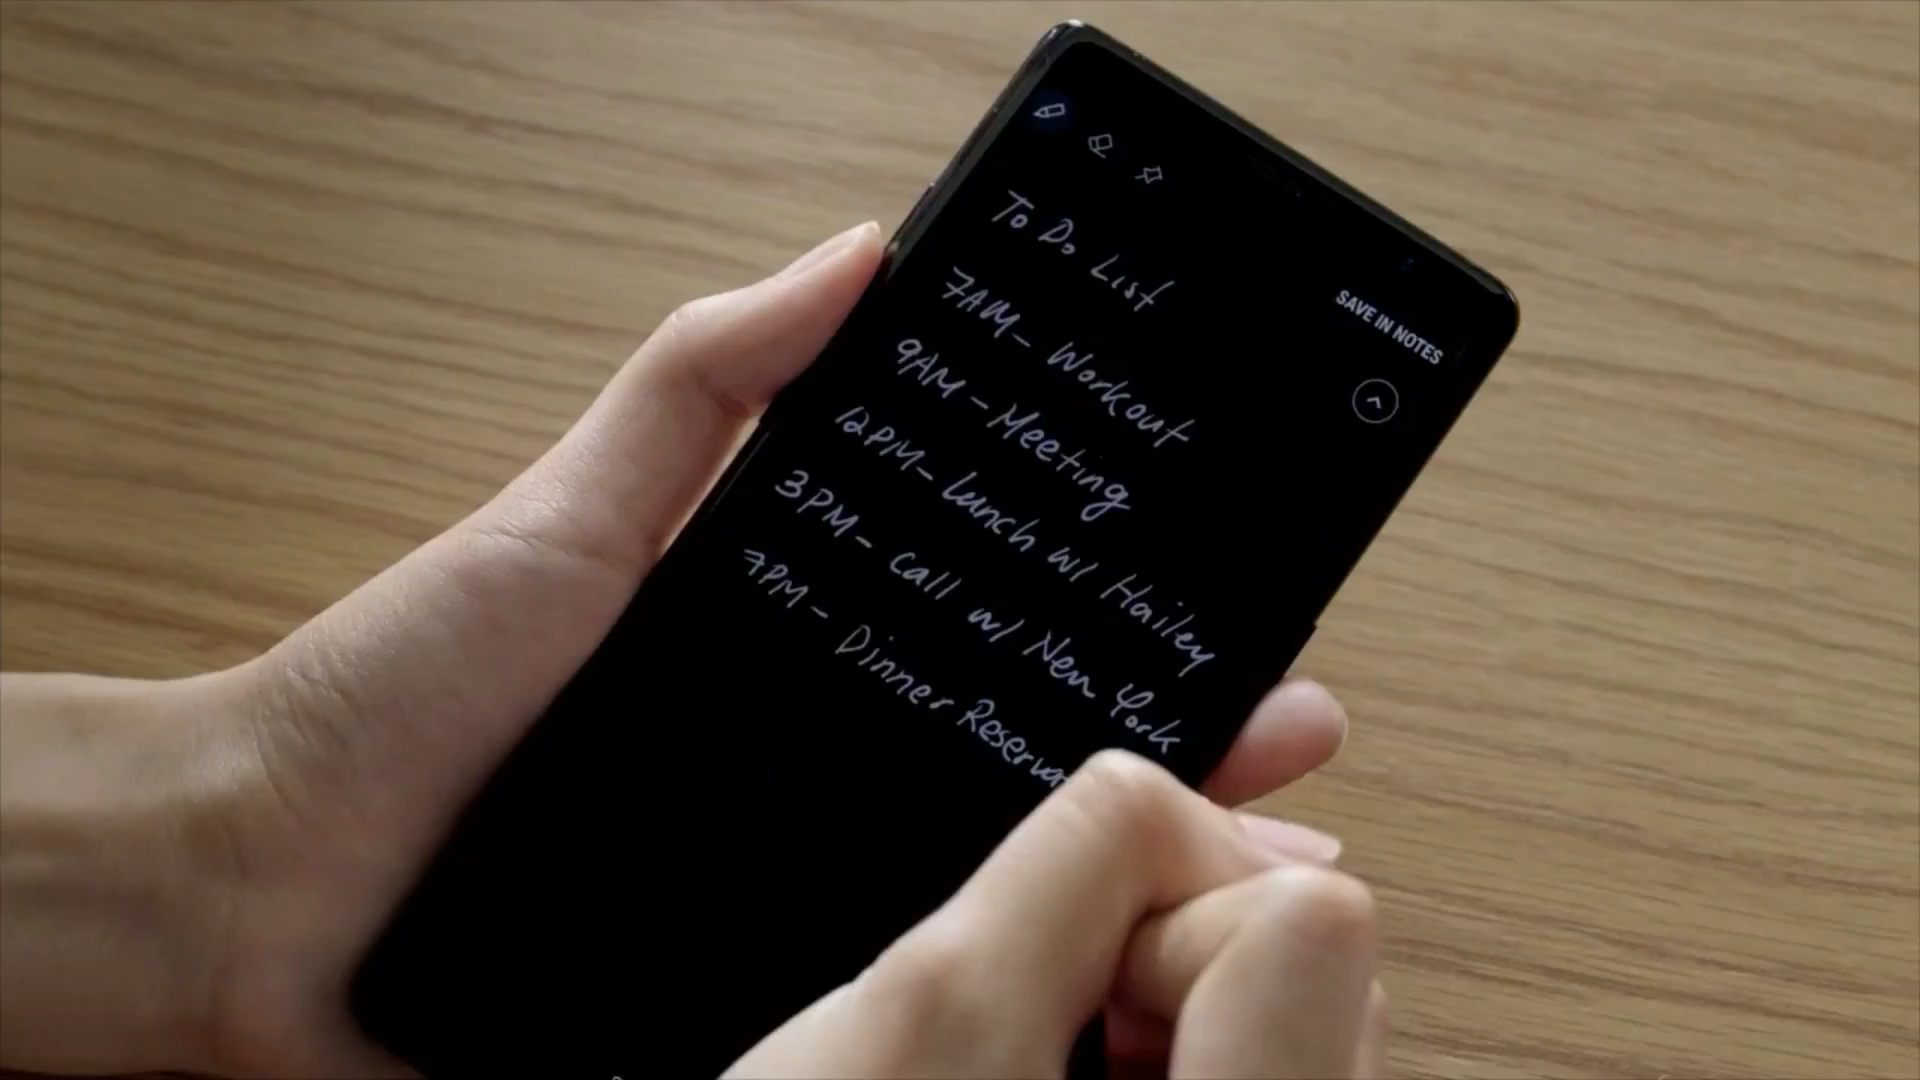 SAVE IN NOTES
To Do List
7AM - Workout
9AM - Meeting
12PM - Lunch w/ Hailey
3PM - Call w/ New York
7PM - Dinner Reserva